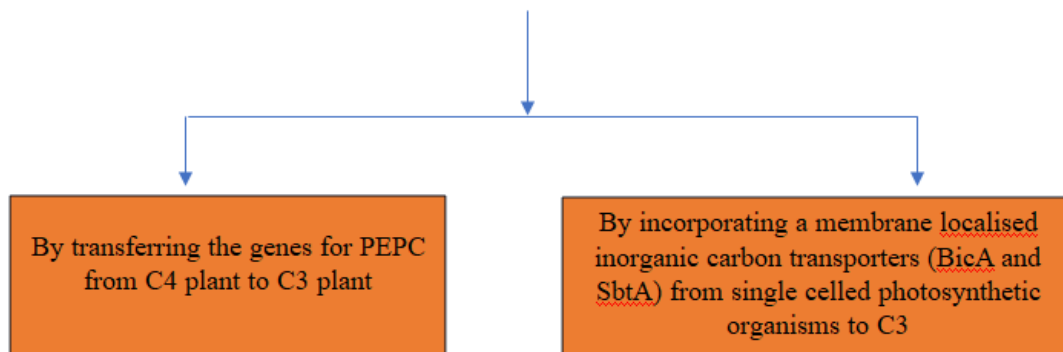 By transferring the genes for PEPC
from C4 plant to C3 plant
By incorporating a membrane localised
inorganic carbon transporters (BicA and
SbtA) from single celled photosynthetic
organisms to C3